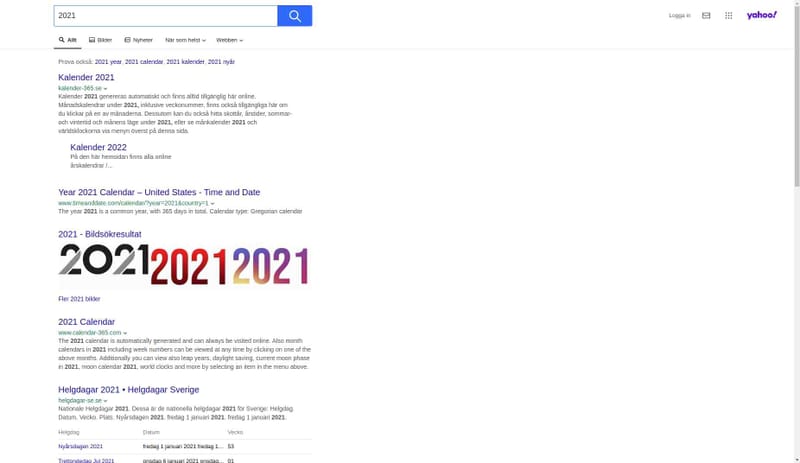 2021
Logga in
yahoo!
Allt
Bilder
Nyheter
När som helst
Webben
Prova också: 2021 year, 2021 calendar, 2021 kalender, 2021 nyår
Kalender 2021
kalender-365.se
Kalender 2021 genereras automatiskt och finns alltid tillgänglig här online.
Månadskalendrar under 2021, inklusive veckonummer, finns också tillgängliga här om
du klickar på en av månaderna. Dessutom kan du också hitta skottår, årstider, sommar-
och vintertid och månens läge under 2021, eller se månkalender 2021 och
världsklockorna via menyn överst på denna sida.
Kalender 2022
På den här hemsidan finns alla online
årskalendrar /...
Year 2021 Calendar – United States - Time and Date
www.timeanddate.com/calendar/?year=2021&country=1
The year 2021 is a common year, with 365 days in total. Calendar type: Gregorian calendar
2021 - Bildsökresultat
2021 2021 2021
Fler 2021 bilder
2021 Calendar
www.calendar-365.com
The 2021 calendar is automatically generated and can always be visited online. Also month
calendars in 2021 including week numbers can be viewed at any time by clicking on one of the
above months. Additionally you can view also leap years, daylight saving, current moon phase
in 2021, moon calendar 2021, world clocks and more by selecting an item in the menu above.
Helgdagar 2021 • Helgdagar Sverige
helgdagar-se.se
Nationale Helgdagar 2021. Dessa är de nationella helgdagar 2021 för Sverige: Helgdag.
Datum. Vecko. Plats. Nyårsdagen 2021. fredag 1 januari 2021. fredag 1 januari 2021.
Helgdag Datum Vecko
Nyårsdagen 2021 fredag 1 januari 2021 fredag 1... 53
Trettondedag Jul 2021 onsdag 6 januari 2021 onsdag... 01